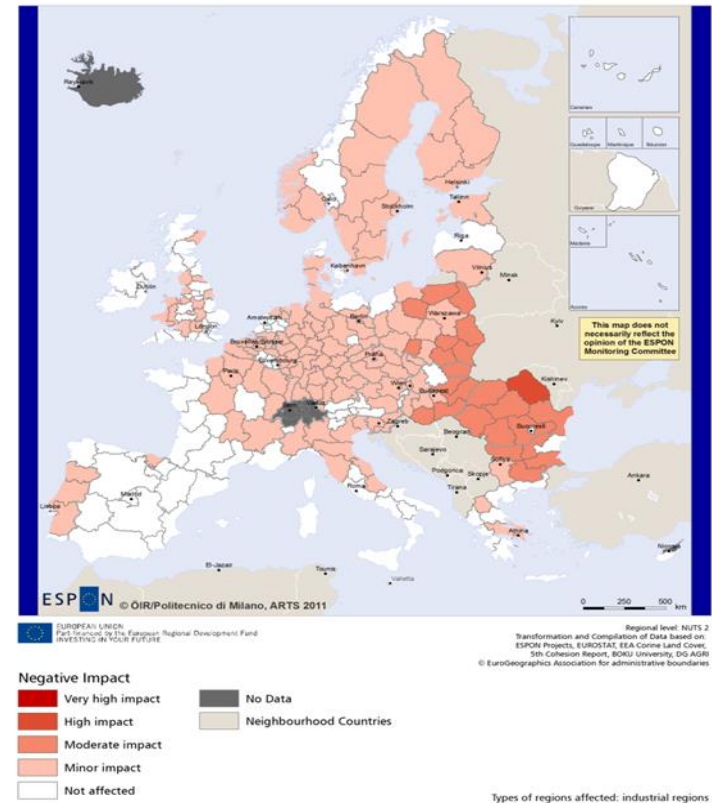 Reykjavik
Canarias
Guadeloupe Martinique Réunion
Guyane
Madeira
Acores
Helsinki
Oslo
Tallinn
Stockholm
Riga
København
Vilnius
Minsk
Dublin
London
Amsterdam
Berlin
Warszawa
Kyiv
This map does not
necessarily reflect the
opinion of the ESPON
Monitoring Committee
Luxembourg
Praha
Paris
Wien
Budapest
Kishinev
Bern
Zagreb
Beograd
Bucuresti
Sarajevo
Sofiya
Podgorica
Skopje
Tirana
Ankara
Roma
Madrid
Lisboa
Athina
El-Jazair
Tounis
Valletta
Nicosia
ESPON © ÖIR/Politecnico di Milano, ARTS 2011
0 250 500
km
EUROPEAN UNION
Part-financed by the European Regional Development Fund
INVESTING IN YOUR FUTURE
Regional level: NUTS 2
Transformation and Compilation of Data based on:
ESPON Projects, EUROSTAT, EEA Corine Land Cover,
5th Cohesion Report, BOKU University, DG AGRI
© EuroGeographics Association for administrative boundaries
Negative Impact
Very high impact
High impact
Moderate impact
Minor impact
Not affected
No Data
Neighbourhood Countries
Types of regions affected: industrial regions